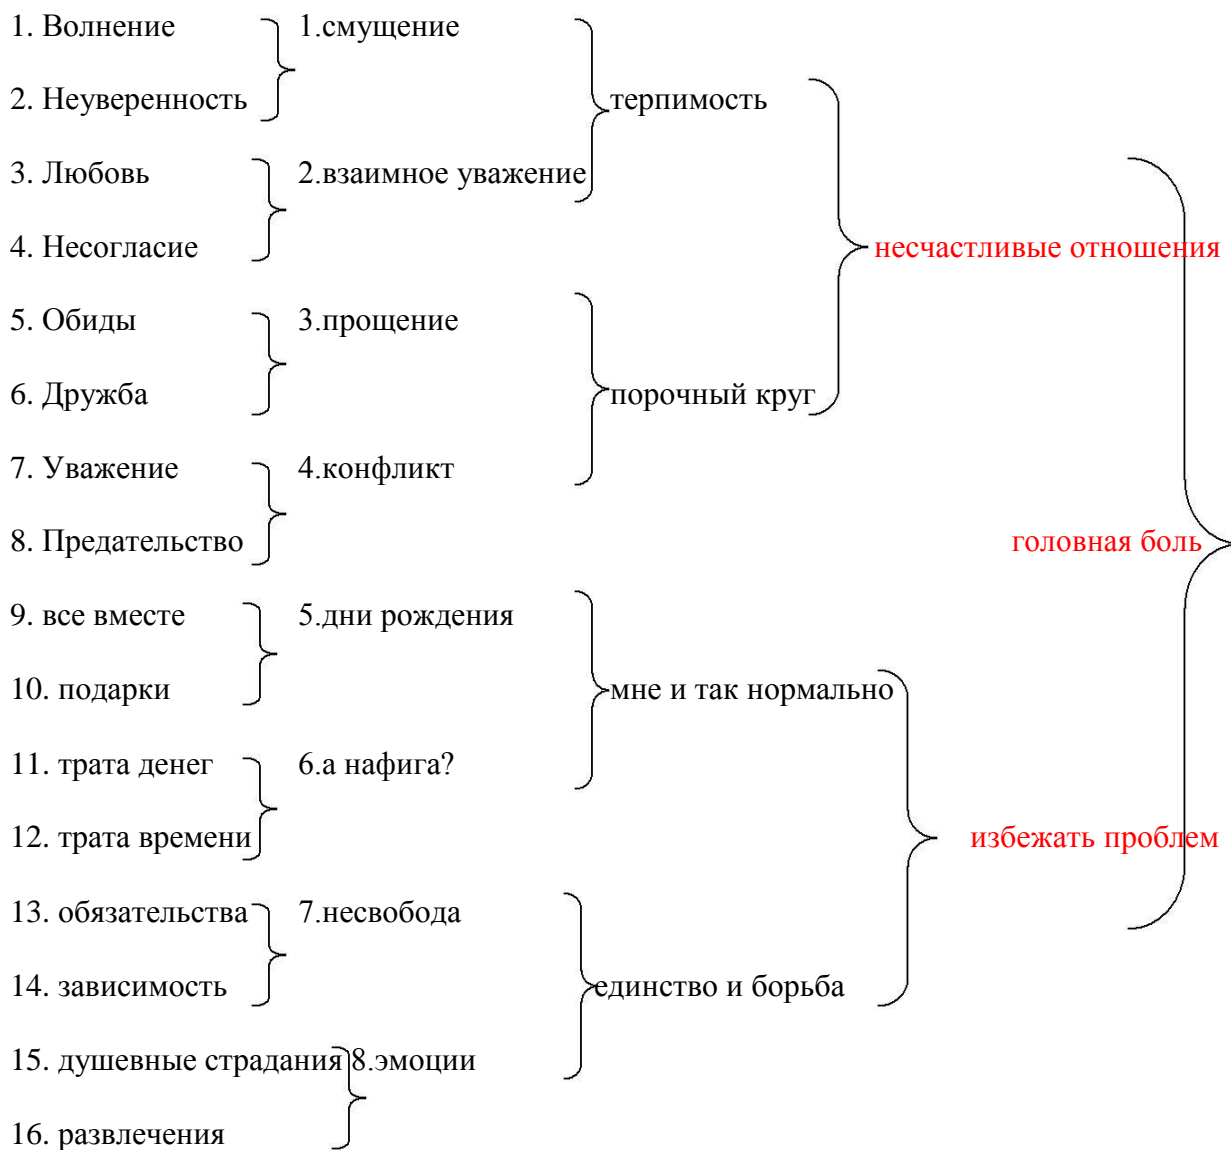 1. Волнение 1.смущение
2. Неуверенность терпимость
3. Любовь 2.взаимное уважение
4. Несогласие несчастливые отношения
5. Обиды 3.прощение
6. Дружба порочный круг
7. Уважение 4.конфликт
8. Предательство головная боль
9. все вместе 5.дни рождения
10. подарки мне и так нормально
11. трата денег 6.а нафига?
12. трата времени избежать проблем
13. обязательства 7.несвобода
14. зависимость единство и борьба
15. душевные страдания 8.эмоции
16. развлечения